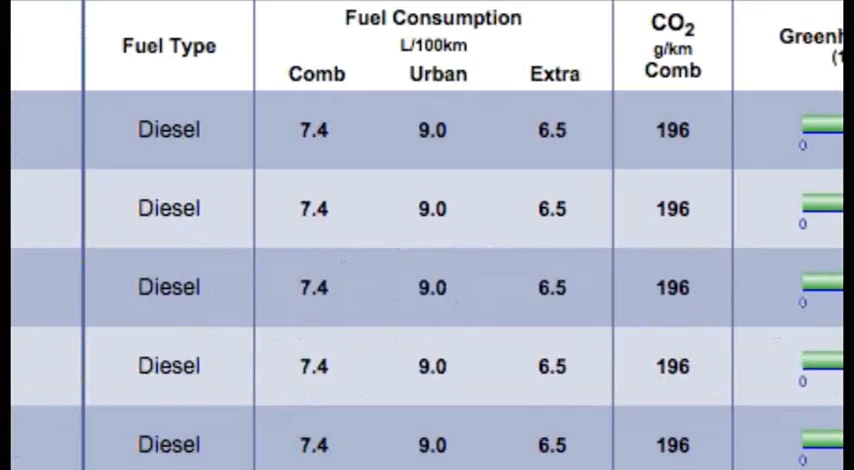 Fuel Type
Fuel Consumption
L/100km
Comb Urban Extra
CO2
g/km
Comb
Diesel 7.4 9.0 6.5 196 0
Diesel 7.4 9.0 6.5 196 0
Diesel 7.4 9.0 6.5 196 0
Diesel 7.4 9.0 6.5 196 0
Diesel 7.4 9.0 6.5 196 0